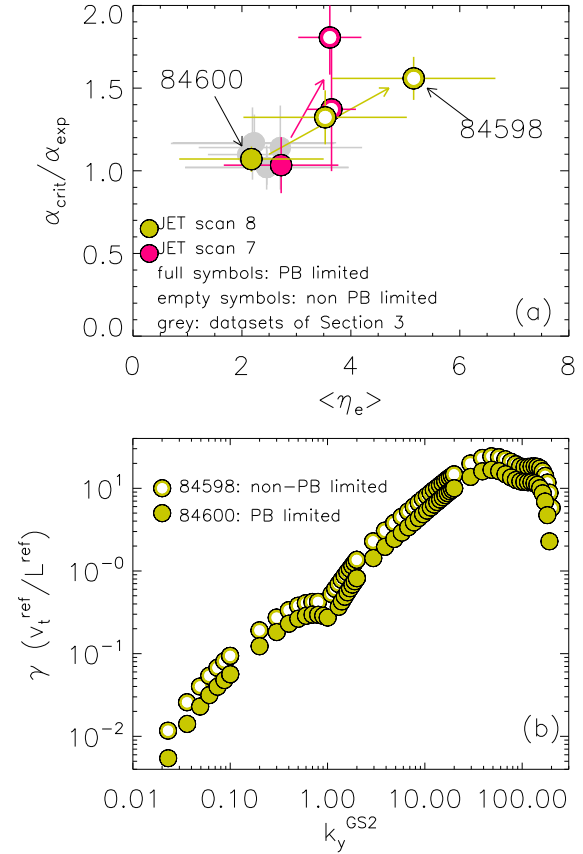 2.0
1.5
1.0
0.5
0.0
α_crit/α_exp
84600
84598
JET scan 8
JET scan 7
full symbols: PB limited
empty symbols: non PB limited
grey: datasets of Section 3
(a)
0 2 4 6 8
<η_e>
10^1
10^−0
10^−1
10^−2
γ (v_t^ref/L^ref)
84598: non−PB limited
84600: PB limited
(b)
0.01 0.10 1.00 10.00 100.00
k_y^GS2